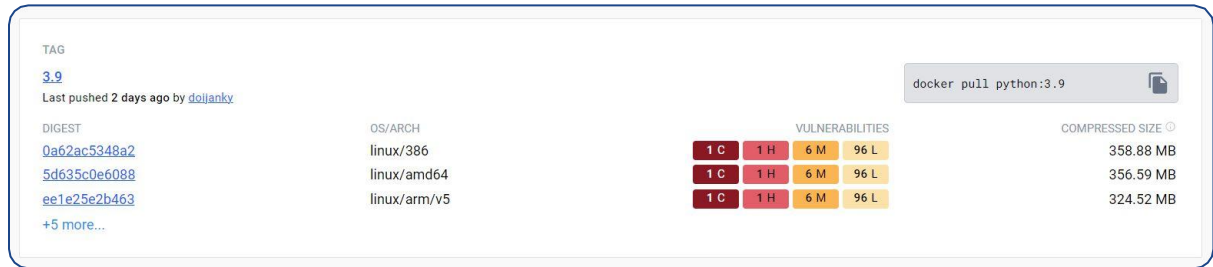 TAG
3.9
docker pull python:3.9
Last pushed 2 days ago by doijanky
DIGEST OS/ARCH VULNERABILITIES COMPRESSED SIZE
0a62ac5348a2 linux/386 1 C 1 H 6 M 96 L 358.88 MB
5d635c0e6088 linux/amd64 1 C 1 H 6 M 96 L 356.59 MB
ee1e25e2b463 linux/arm/v5 1 C 1 H 6 M 96 L 324.52 MB
+5 more...